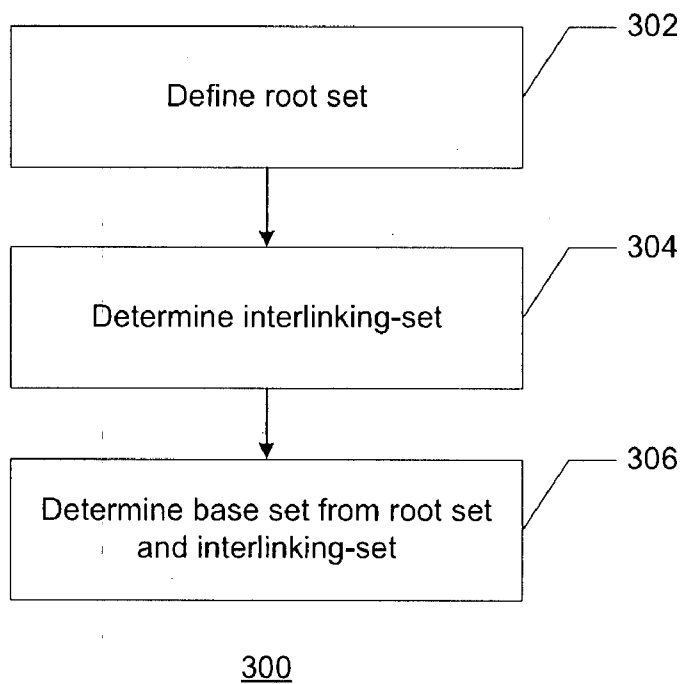 302
Define root set
304
Determine interlinking-set
306
Determine base set from root set
and interlinking-set
300